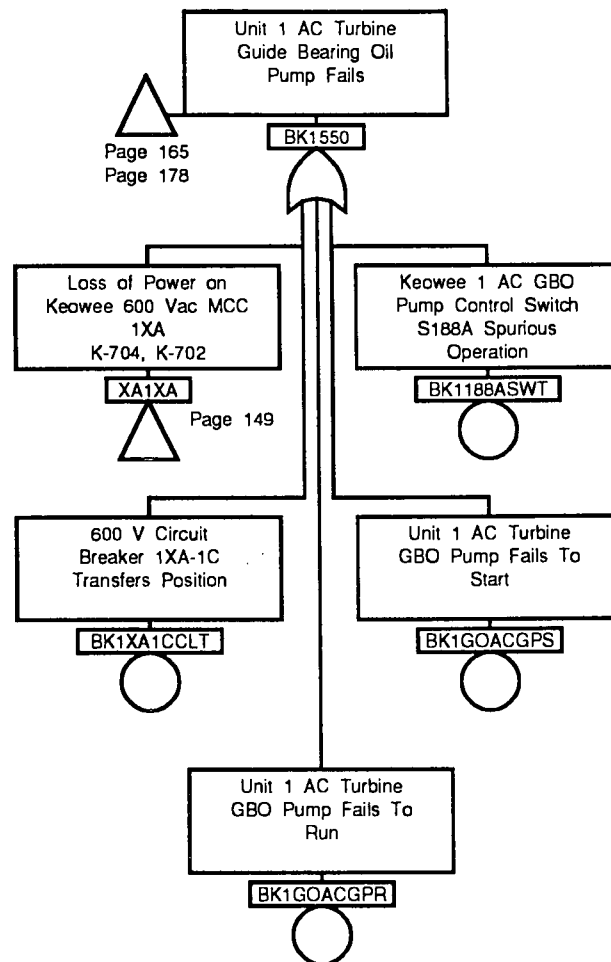 Unit 1 AC Turbine
Guide Bearing Oil
Pump Fails
BK1550
Page 165
Page 178
Loss of Power on
Keowee 600 Vac MCC
1XA
K-704, K-702
XA1XA
Page 149
Keowee 1 AC GBO
Pump Control Switch
S188A Spurious
Operation
BK1188ASWT
600 V Circuit
Breaker 1XA-1C
Transfers Position
BK1XA1CCLT
Unit 1 AC Turbine
GBO Pump Fails To
Start
BK1GOACGPS
Unit 1 AC Turbine
GBO Pump Fails To
Run
BK1GOACGPR